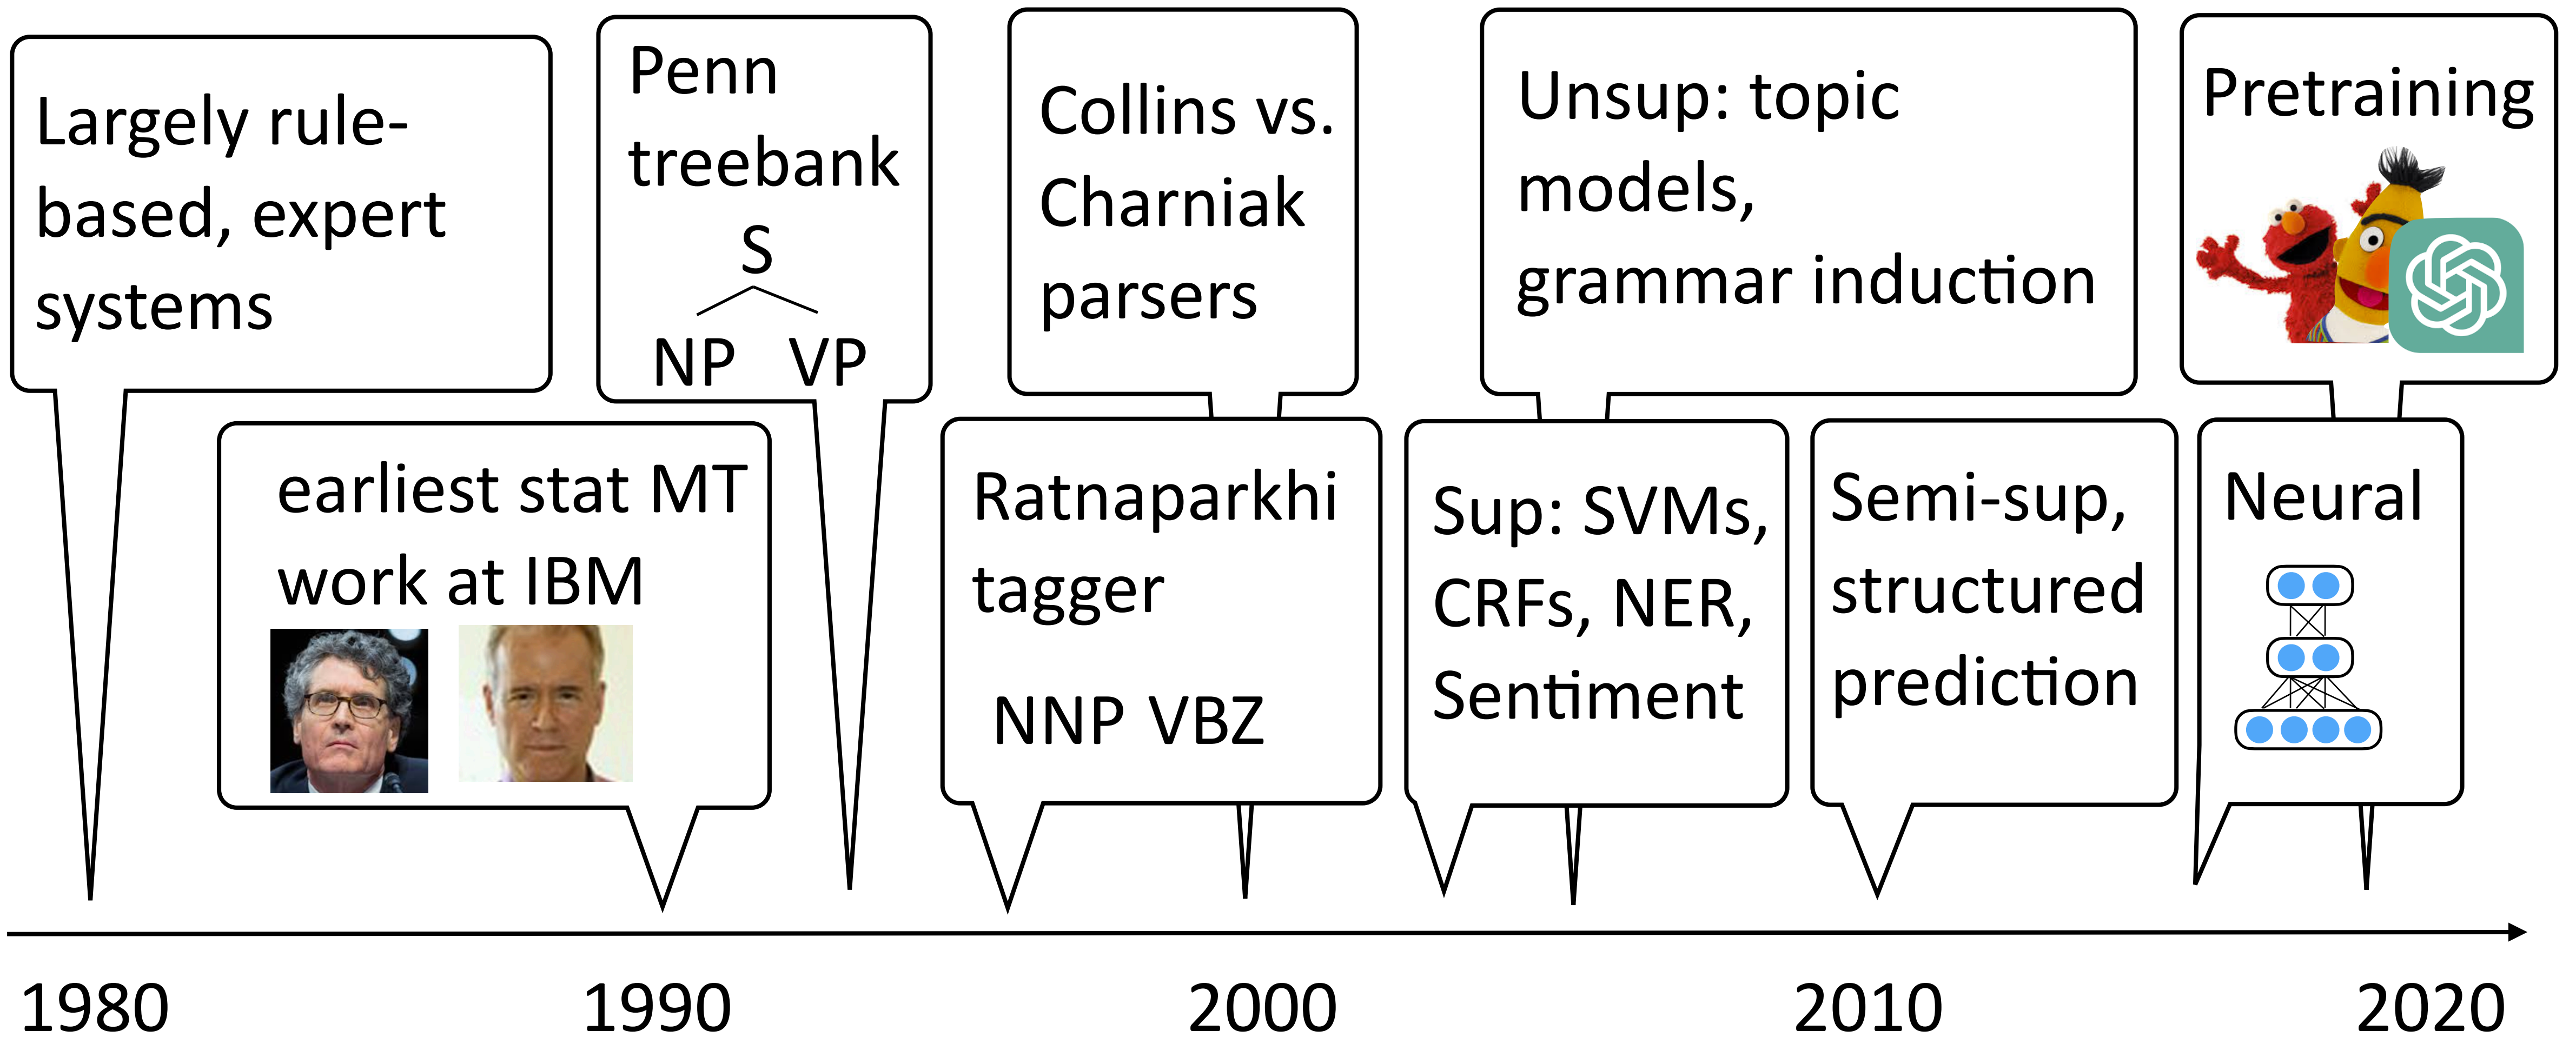 Largely rule-
based, expert
systems
earliest stat MT
work at IBM
Penn
treebank
S
NP VP
Ratnaparkhi
tagger
NNP VBZ
Collins vs.
Charniak
parsers
Sup: SVMs,
CRFs, NER,
Sentiment
Unsup: topic
models,
grammar induction
Semi-sup,
structured
prediction
Neural
Pretraining
1980 1990 2000 2010 2020